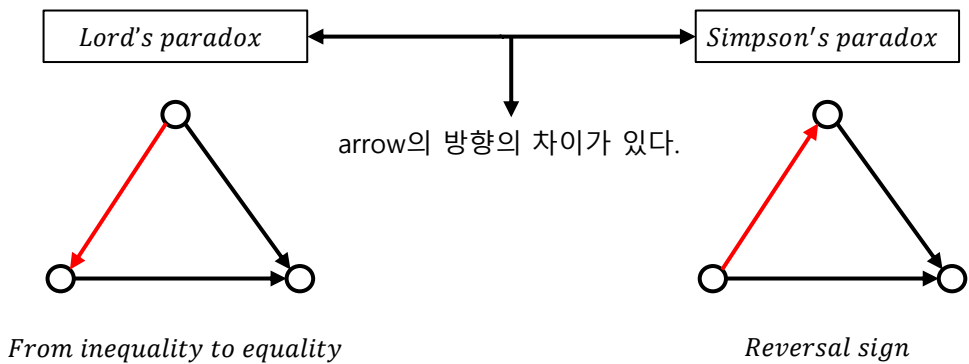 Lord's paradox
Simpson's paradox
arrow의 방향의 차이가 있다.
From inequality to equality
Reversal sign